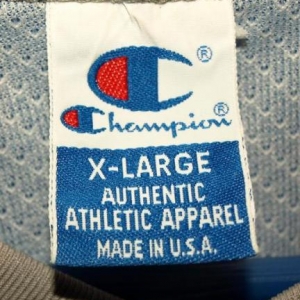 ®
Champion®
X-LARGE
AUTHENTIC
ATHLETIC APPAREL
MADE IN U.S.A.